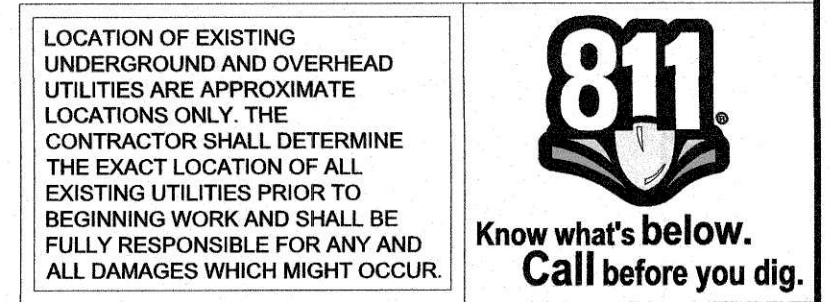 LOCATION OF EXISTING
UNDERGROUND AND OVERHEAD
UTILITIES ARE APPROXIMATE
LOCATIONS ONLY. THE
CONTRACTOR SHALL DETERMINE
THE EXACT LOCATION OF ALL
EXISTING UTILITIES PRIOR TO
BEGINNING WORK AND SHALL BE
FULLY RESPONSIBLE FOR ANY AND
ALL DAMAGES WHICH MIGHT OCCUR.
811®
Know what's below.
Call before you dig.